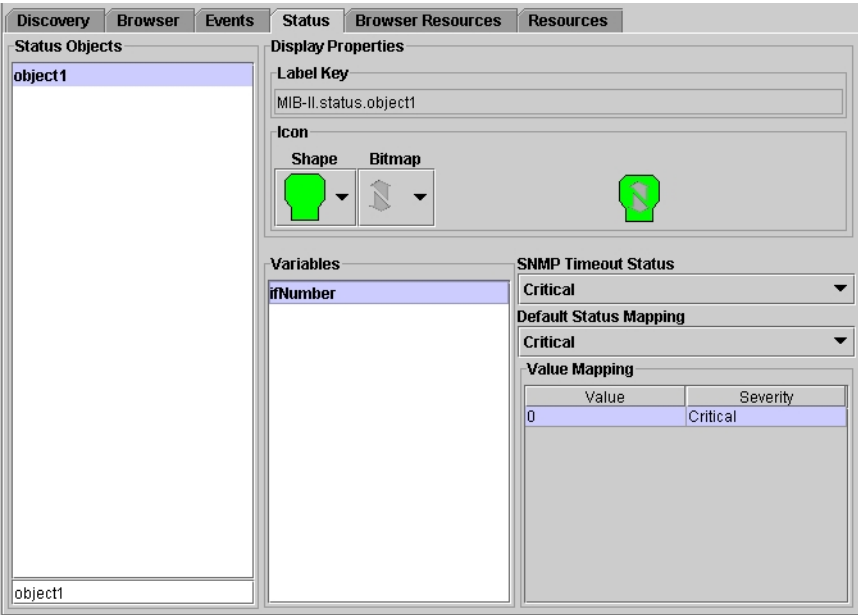 Discovery Browser Events Status Browser Resources Resources
Status Objects
object1
object1
Display Properties
Label Key
MIB-II.status.object1
Icon
Shape Bitmap
Variables
ifNumber
SNMP Timeout Status
Critical
Default Status Mapping
Critical
Value Mapping
Value Severity
0 Critical